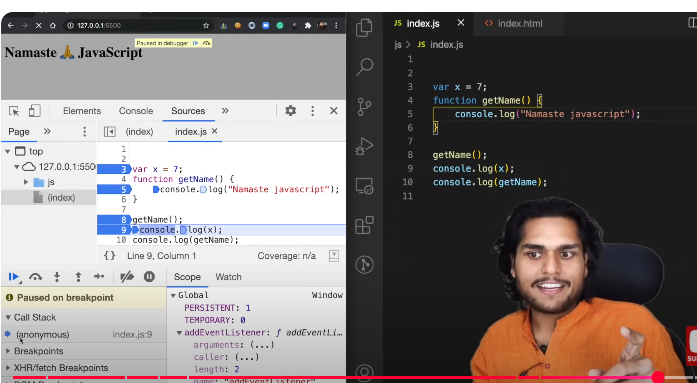 127.0.0.1:5500
Paused in debugger
Namaste 🙏 JavaScript
Elements Console Sources »
Page » (index) index.js ×
top
127.0.0.1:550
js
(index)
1
2
3 var x = 7;
4 function getName() {
5 console.log("Namaste javascript");
6 }
7
8 getName();
9 console.log(x);
10 console.log(getName);
{} Line 9, Column 1 Coverage: n/a
Paused on breakpoint
Call Stack
(anonymous) index.js:9
Breakpoints
XHR/fetch Breakpoints
Scope Watch
Global Window
PERSISTENT: 1
TEMPORARY: 0
addEventListener: ƒ addEventLi…
arguments: (...)
caller: (...)
length: 2
name: "addEventListener"
JS index.js × <> index.html
js > JS index.js
1
2
3 var x = 7;
4 function getName() {
5 console.log("Namaste javascript");
6 }
7
8 getName();
9 console.log(x);
10 console.log(getName);
11